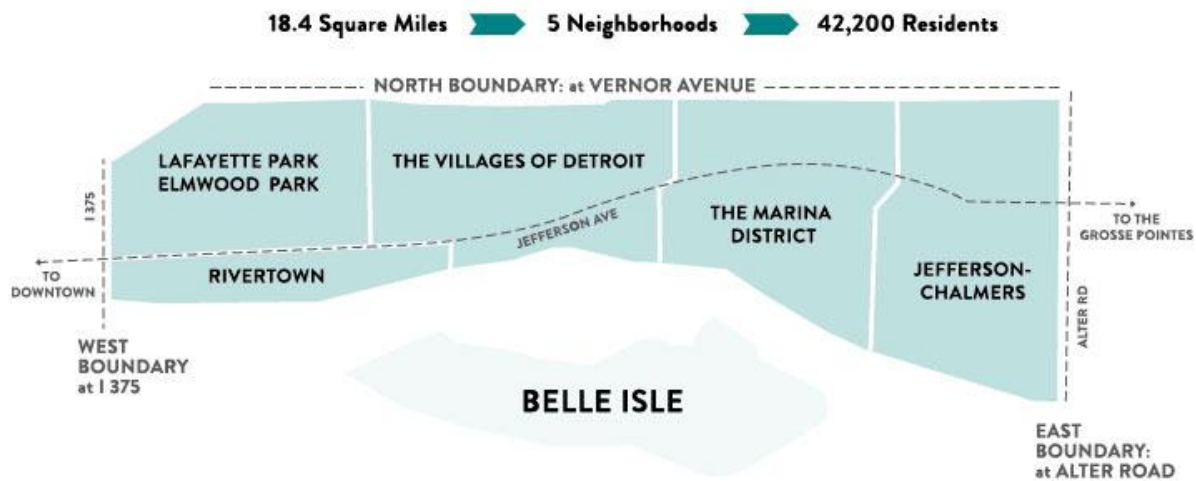 18.4 Square Miles 5 Neighborhoods 42,200 Residents
NORTH BOUNDARY: at VERNOR AVENUE
LAFAYETTE PARK
ELMWOOD PARK
THE VILLAGES OF DETROIT
I 375
JEFFERSON AVE
THE MARINA
DISTRICT
TO THE
GROSSE POINTES
RIVERTOWN
TO
DOWNTOWN
JEFFERSON-
CHALMERS
ALTER RD
WEST
BOUNDARY
at I 375
BELLE ISLE
EAST
BOUNDARY:
at ALTER ROAD